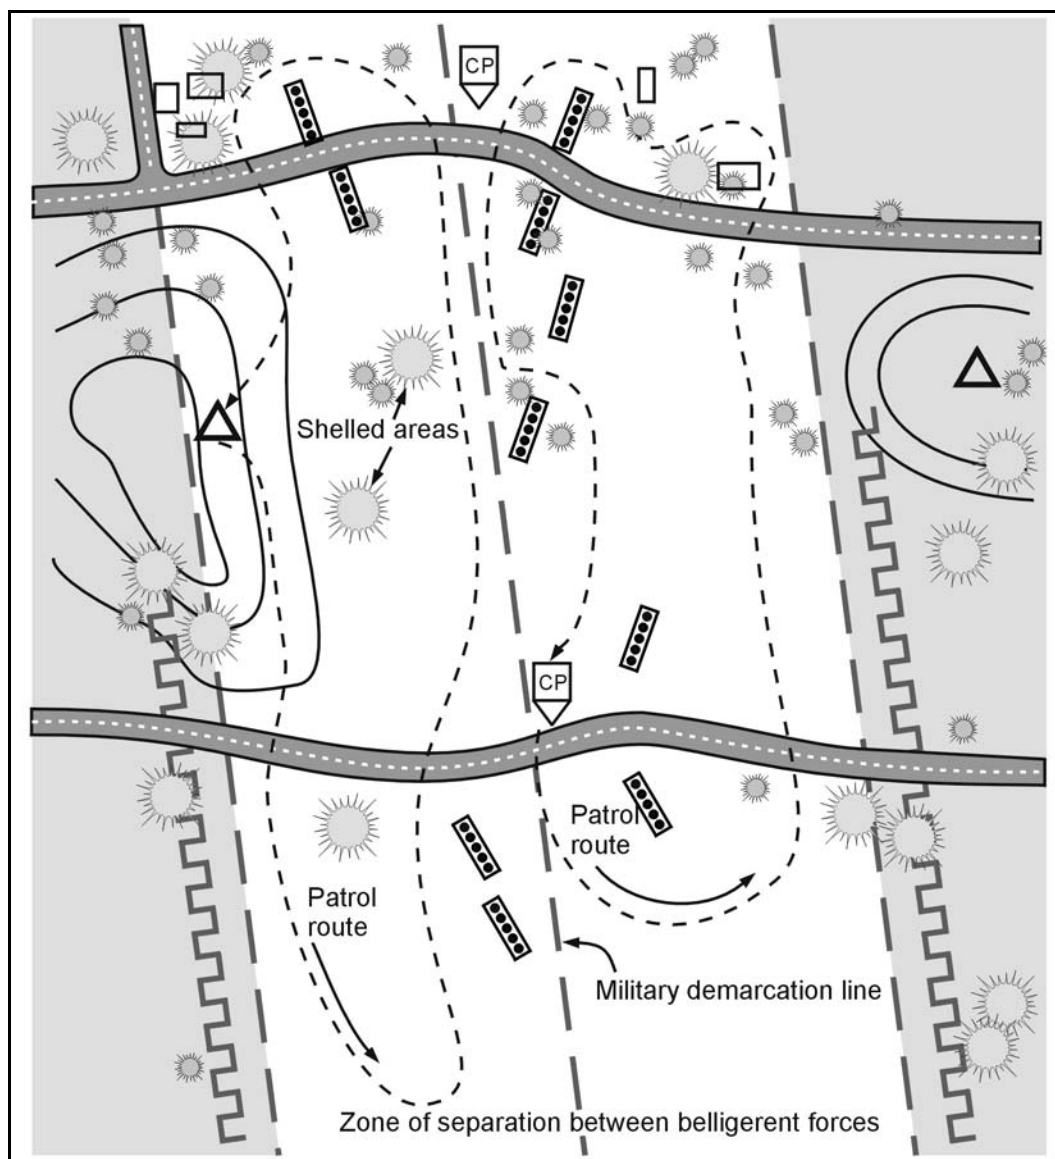 CP
Shelled areas
CP
Patrol
route
Patrol
route
Military demarcation line
Zone of separation between belligerent forces